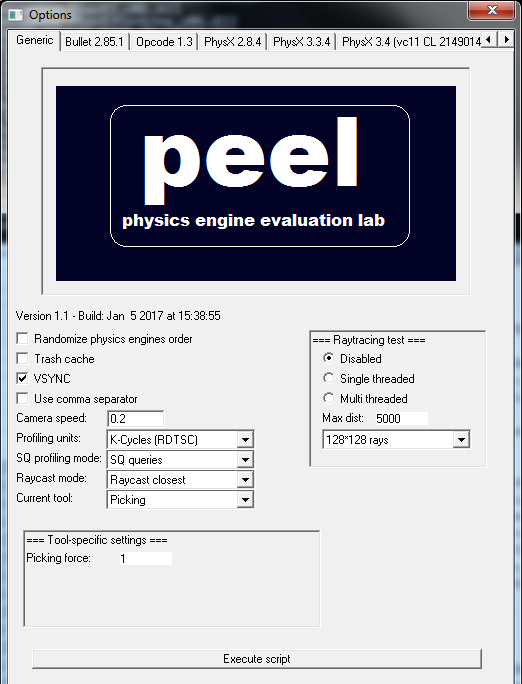 Options
Generic Bullet 2.85.1 Opcode 1.3 PhysX 2.8.4 PhysX 3.3.4 PhysX 3.4 (vc11 CL 2149014
peel
physics engine evaluation lab
Version 1.1 - Build: Jan 5 2017 at 15:38:55
Randomize physics engines order
Trash cache
VSYNC
Use comma separator
Camera speed: 0.2
Profiling units: K-Cycles (RDTSC)
SQ profiling mode: SQ queries
Raycast mode: Raycast closest
Current tool: Picking
=== Raytracing test ===
Disabled
Single threaded
Multi threaded
Max dist: 5000
128*128 rays
=== Tool-specific settings ===
Picking force: 1
Execute script